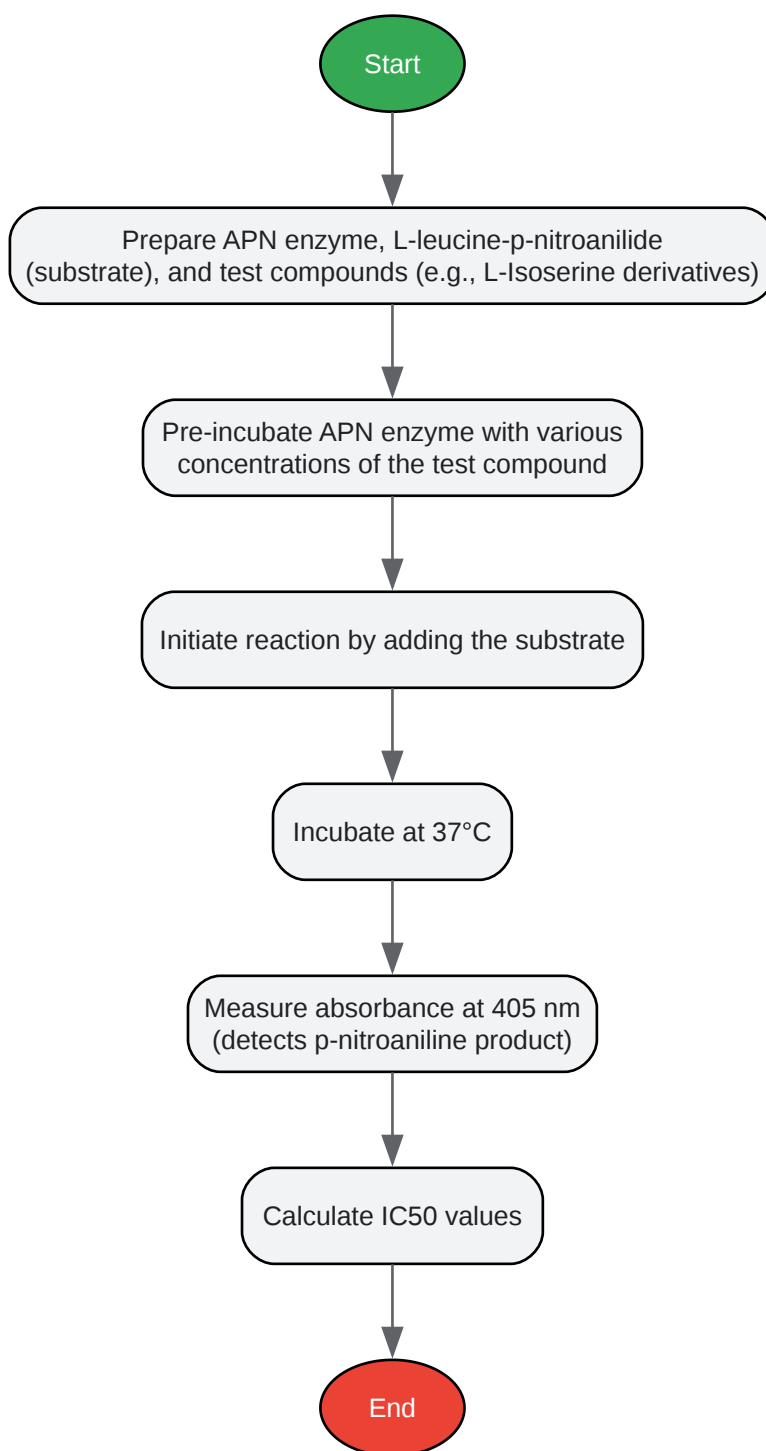 Start
Prepare APN enzyme, L-leucine-p-nitroanilide
(substrate), and test compounds (e.g., L-Isoserine derivatives)
Pre-incubate APN enzyme with various
concentrations of the test compound
Initiate reaction by adding the substrate
Incubate at 37°C
Measure absorbance at 405 nm
(detects p-nitroaniline product)
Calculate IC50 values
End